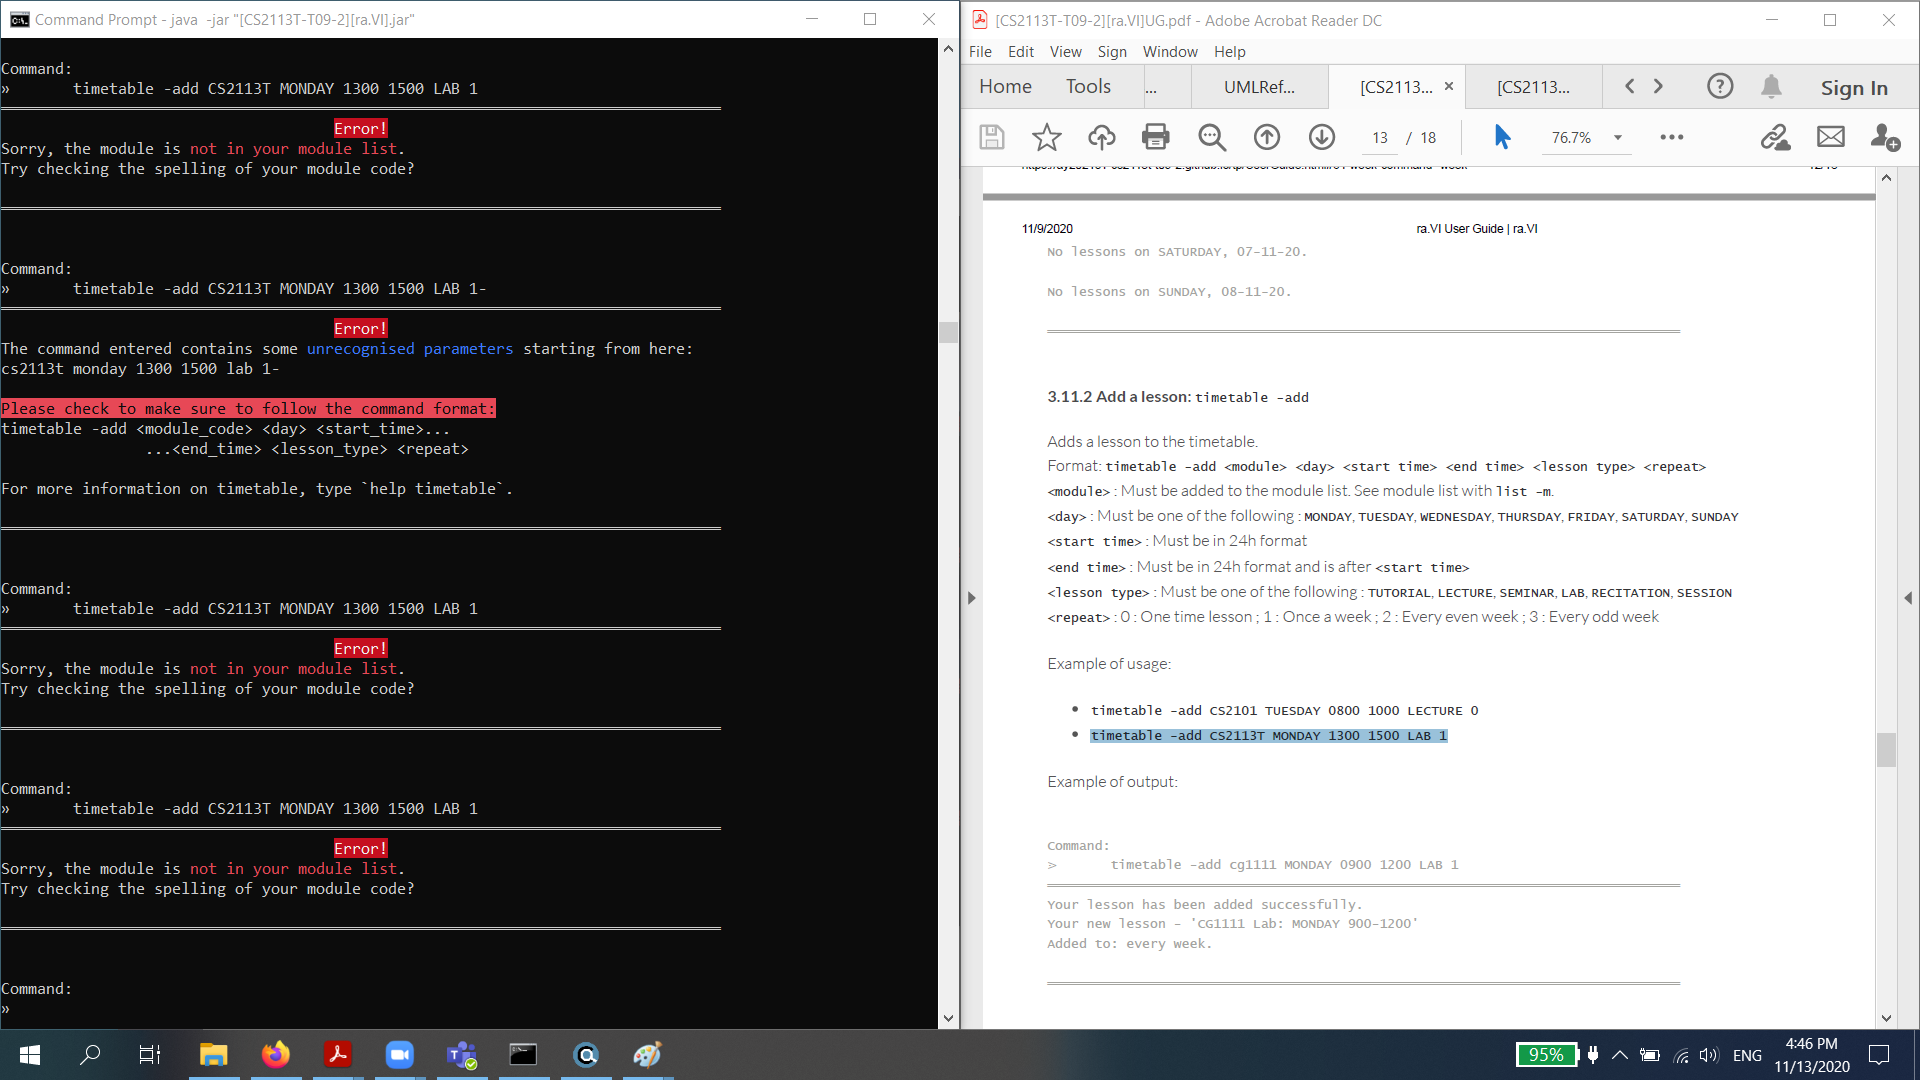 Command Prompt - java -jar "[CS2113T-T09-2][ra.VI].jar"
Command:
»       timetable -add CS2113T MONDAY 1300 1500 LAB 1
Error!
Sorry, the module is not in your module list.
Try checking the spelling of your module code?
Command:
»       timetable -add CS2113T MONDAY 1300 1500 LAB 1-
Error!
The command entered contains some unrecognised parameters starting from here:
cs2113t monday 1300 1500 lab 1-
Please check to make sure to follow the command format:
timetable -add <module_code> <day> <start_time>...
...<end_time> <lesson_type> <repeat>
For more information on timetable, type `help timetable`.
Command:
»       timetable -add CS2113T MONDAY 1300 1500 LAB 1
Error!
Sorry, the module is not in your module list.
Try checking the spelling of your module code?
Command:
»       timetable -add CS2113T MONDAY 1300 1500 LAB 1
Error!
Sorry, the module is not in your module list.
Try checking the spelling of your module code?
Command:
»
[CS2113T-T09-2][ra.VI]UG.pdf - Adobe Acrobat Reader DC
File Edit View Sign Window Help
Home Tools ... UMLRef... [CS2113... × [CS2113... Sign In
13 / 18 76.7%
11/9/2020 ra.VI User Guide | ra.VI
No lessons on SATURDAY, 07-11-20.
No lessons on SUNDAY, 08-11-20.
3.11.2 Add a lesson: timetable -add
Adds a lesson to the timetable.
Format: timetable -add <module> <day> <start time> <end time> <lesson type> <repeat>
<module> : Must be added to the module list. See module list with list -m.
<day> : Must be one of the following : MONDAY, TUESDAY, WEDNESDAY, THURSDAY, FRIDAY, SATURDAY, SUNDAY
<start time> : Must be in 24h format
<end time> : Must be in 24h format and is after <start time>
<lesson type> : Must be one of the following : TUTORIAL, LECTURE, SEMINAR, LAB, RECITATION, SESSION
<repeat> : 0 : One time lesson ; 1 : Once a week ; 2 : Every even week ; 3 : Every odd week
Example of usage:
• timetable -add CS2101 TUESDAY 0800 1000 LECTURE 0
• timetable -add CS2113T MONDAY 1300 1500 LAB 1
Example of output:
Command:
>       timetable -add cg1111 MONDAY 0900 1200 LAB 1
Your lesson has been added successfully.
Your new lesson - 'CG1111 Lab: MONDAY 900-1200'
Added to: every week.
95% ENG 4:46 PM
11/13/2020